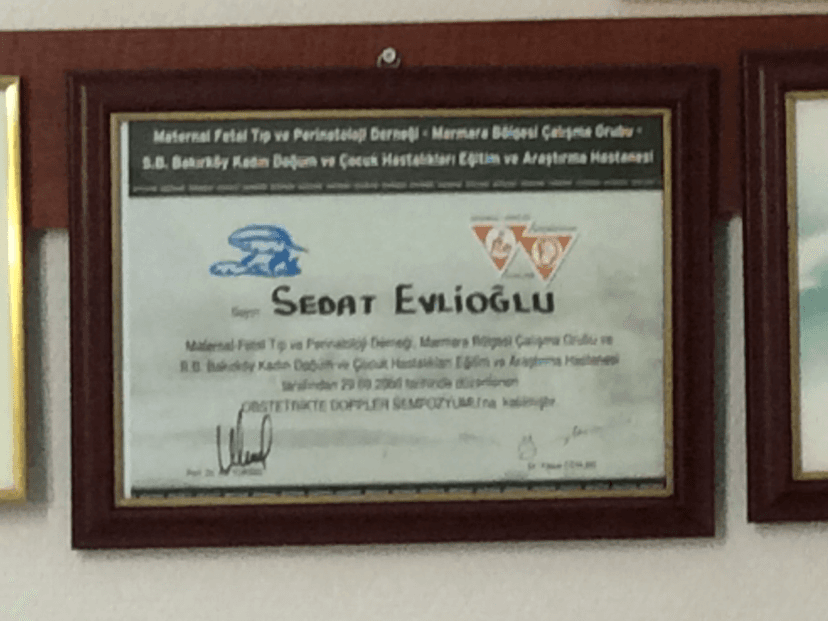 Maternal Fetal Tıp ve Perinatoloji Derneği - Marmara Bölgesi Çalışma Grubu -
S.B. Bakırköy Kadın Doğum ve Çocuk Hastalıkları Eğitim ve Araştırma Hastanesi
Sayın SEDAT EVLİOĞLU
Maternal Fetal Tıp ve Perinatoloji Derneği, Marmara Bölgesi Çalışma Grubu ve
S.B. Bakırköy Kadın Doğum ve Çocuk Hastalıkları Eğitim ve Araştırma Hastanesi
tarafından tarihinde düzenlenen
OBSTETRİKTE DOPPLER SEMPOZYUMU'na katılmıştır.
Prof. Dr.